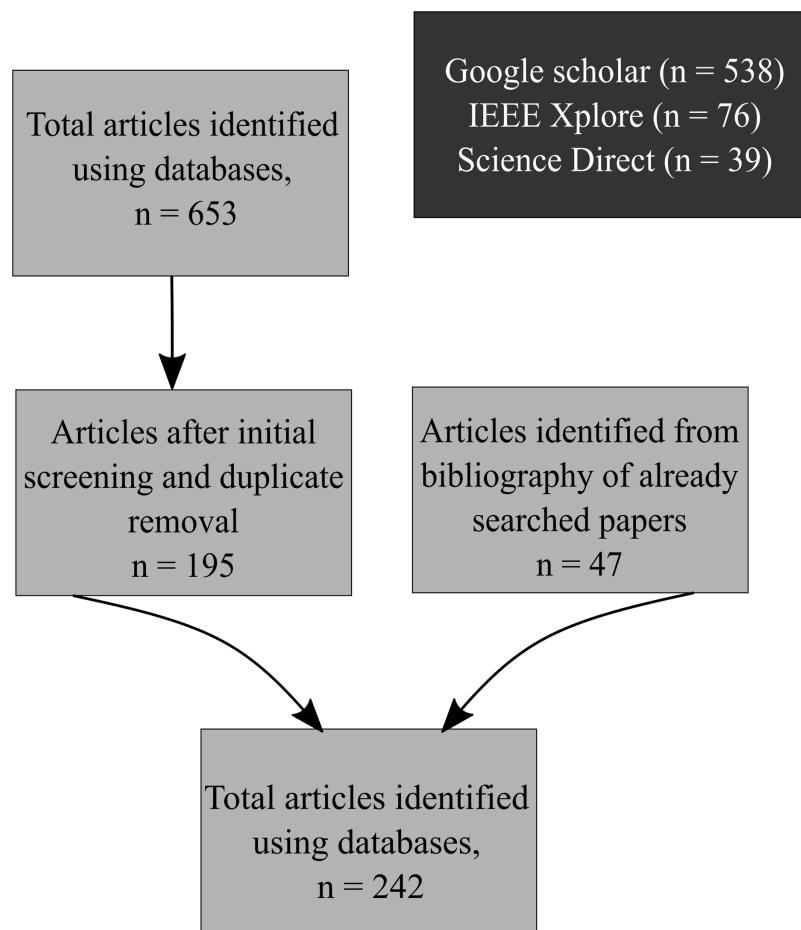 Total articles identified
using databases,
n = 653
Google scholar (n = 538)
IEEE Xplore (n = 76)
Science Direct (n = 39)
Articles after initial
screening and duplicate
removal
n = 195
Articles identified from
bibliography of already
searched papers
n = 47
Total articles identified
using databases,
n = 242